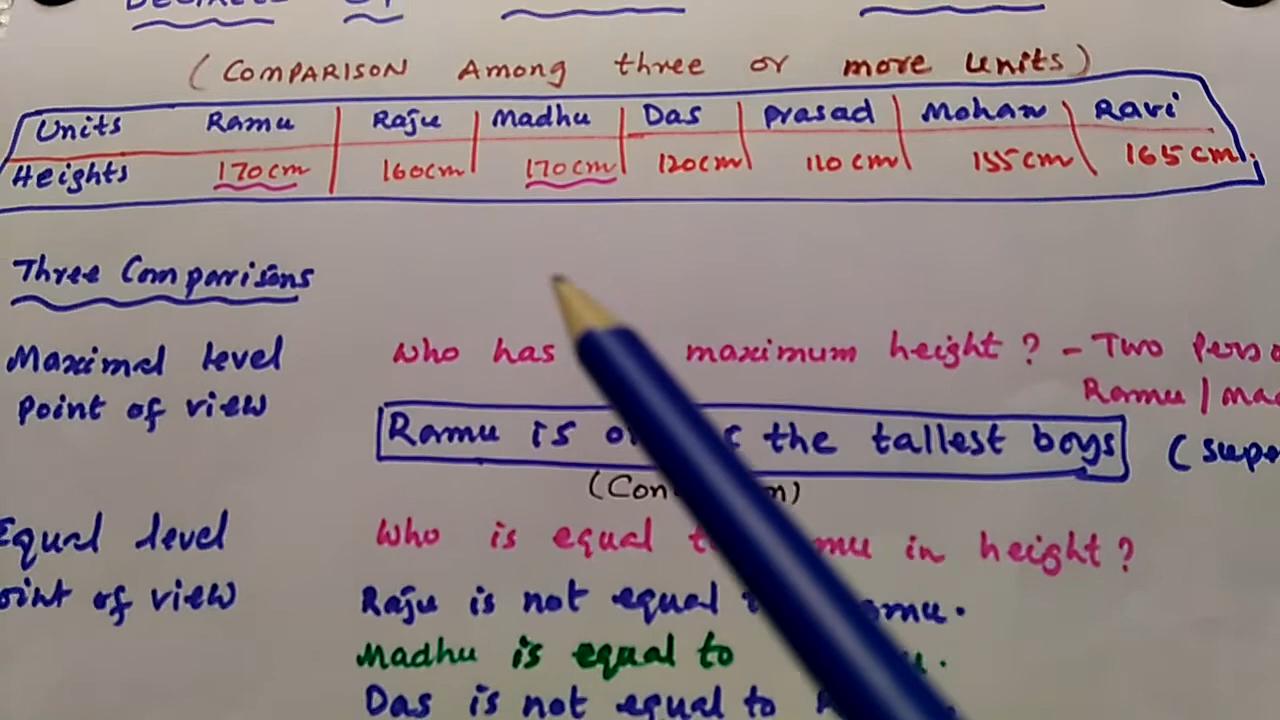 (COMPARISON Among three or more units)
Units Ramu Raju Madhu Das Prasad Mohan Ravi
Heights 170cm 160cm 170cm 120cm 110cm 155cm 165cm.
Three Comparisons
Maximal level Who has maximum height? - Two
point of view Ramu /
Ramu is the tallest boys
Equal level Who is equal in height?
of view Raju is not equal
Madhu is equal to
Das is not equal to